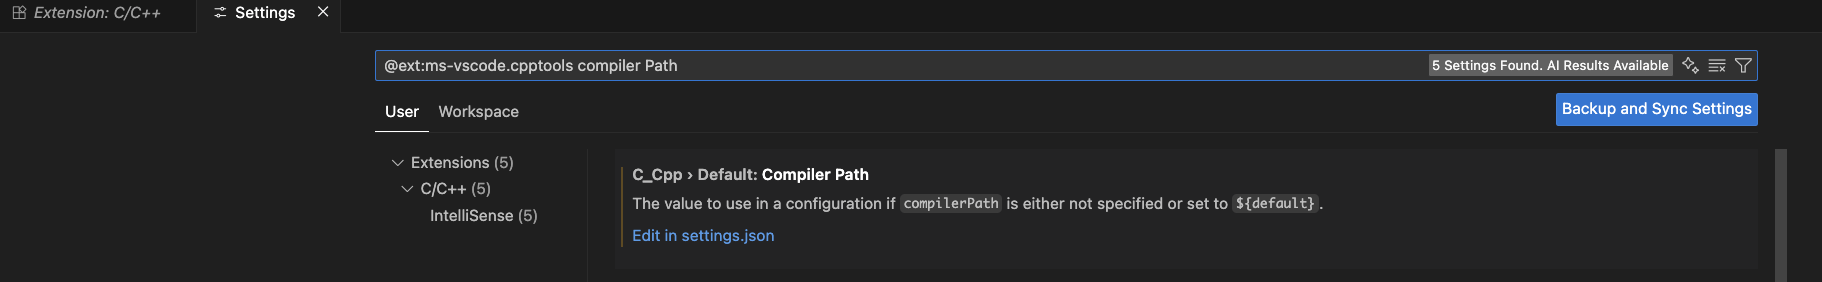 Extension: C/C++
Settings
@ext:ms-vscode.cpptools compiler Path
5 Settings Found. AI Results Available
User
Workspace
Backup and Sync Settings
Extensions (5)
C/C++ (5)
IntelliSense (5)
C_Cpp › Default: Compiler Path
The value to use in a configuration if compilerPath is either not specified or set to ${default}.
Edit in settings.json